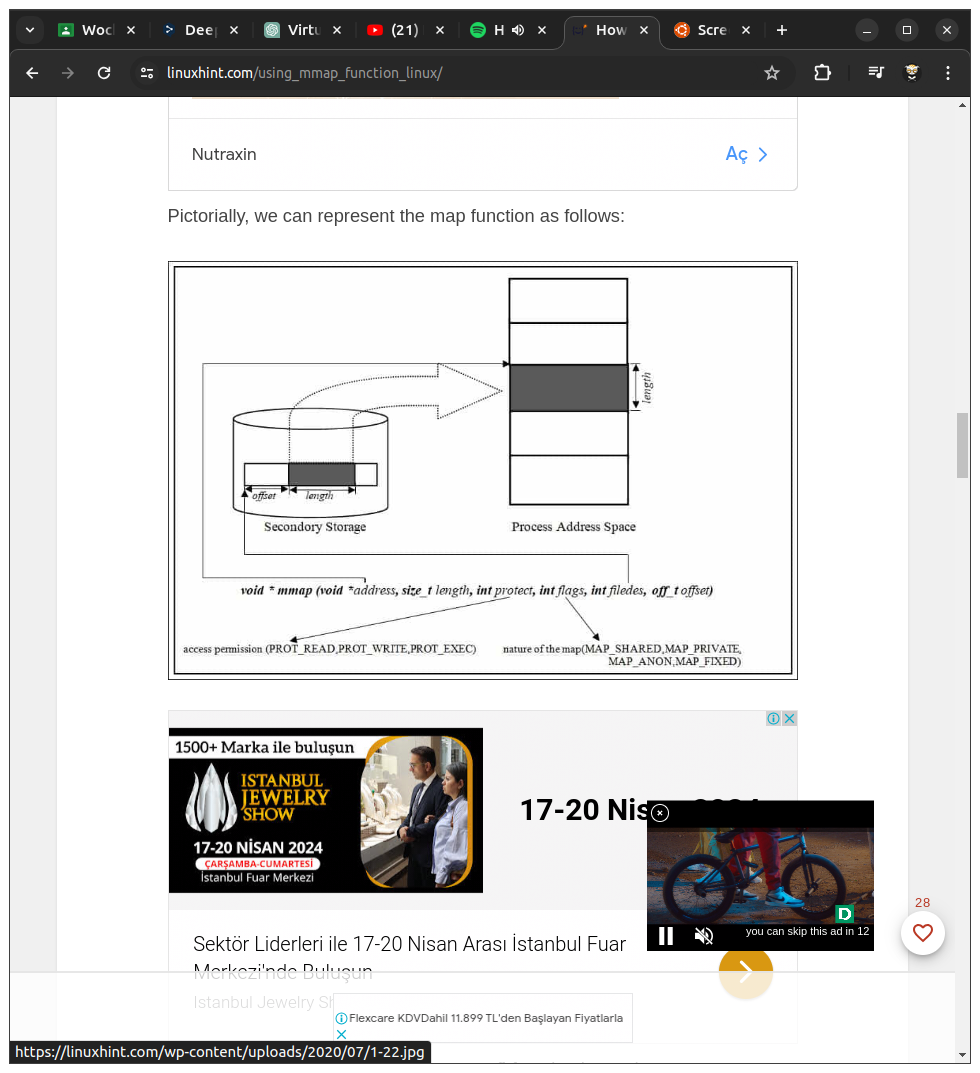 Wocl
Deep
Virtu
(21)
H
How
Scre
linuxhint.com/using_mmap_function_linux/
Nutraxin
Aç
Pictorially, we can represent the map function as follows:
length
offset
length
Secondory Storage
Process Address Space
void * mmap (void *address, size_t length, int protect, int flags, int filedes, off_t offset)
access permission (PROT_READ,PROT_WRITE,PROT_EXEC)
nature of the map(MAP_SHARED,MAP_PRIVATE,
MAP_ANON,MAP_FIXED)
1500+ Marka ile buluşun
ISTANBUL
JEWELRY
SHOW
17-20 NİSAN 2024
ÇARŞAMBA-CUMARTESİ
İstanbul Fuar Merkezi
17-20 Nisan 2024
D
you can skip this ad in 12
28
Sektör Liderleri ile 17-20 Nisan Arası İstanbul Fuar
Merkezi'nde Buluşun
Istanbul Jewelry Sh
Flexcare KDVDahil 11.899 TL'den Başlayan Fiyatlarla
https://linuxhint.com/wp-content/uploads/2020/07/1-22.jpg